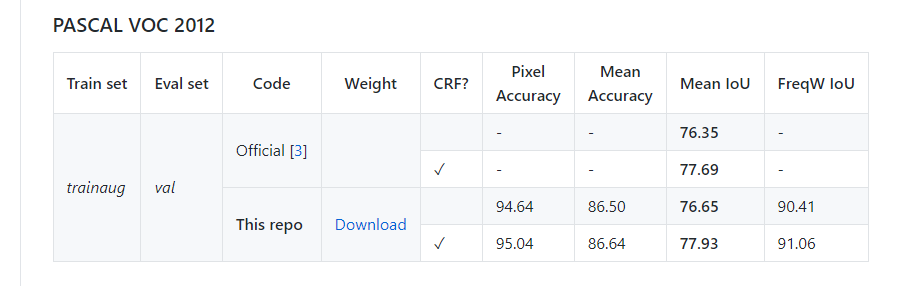 PASCAL VOC 2012
Train set Eval set Code Weight CRF? Pixel Accuracy Mean Accuracy Mean IoU FreqW IoU
trainaug val Official [3] - - 76.35 -
✓ - - 77.69 -
This repo Download 94.64 86.50 76.65 90.41
✓ 95.04 86.64 77.93 91.06